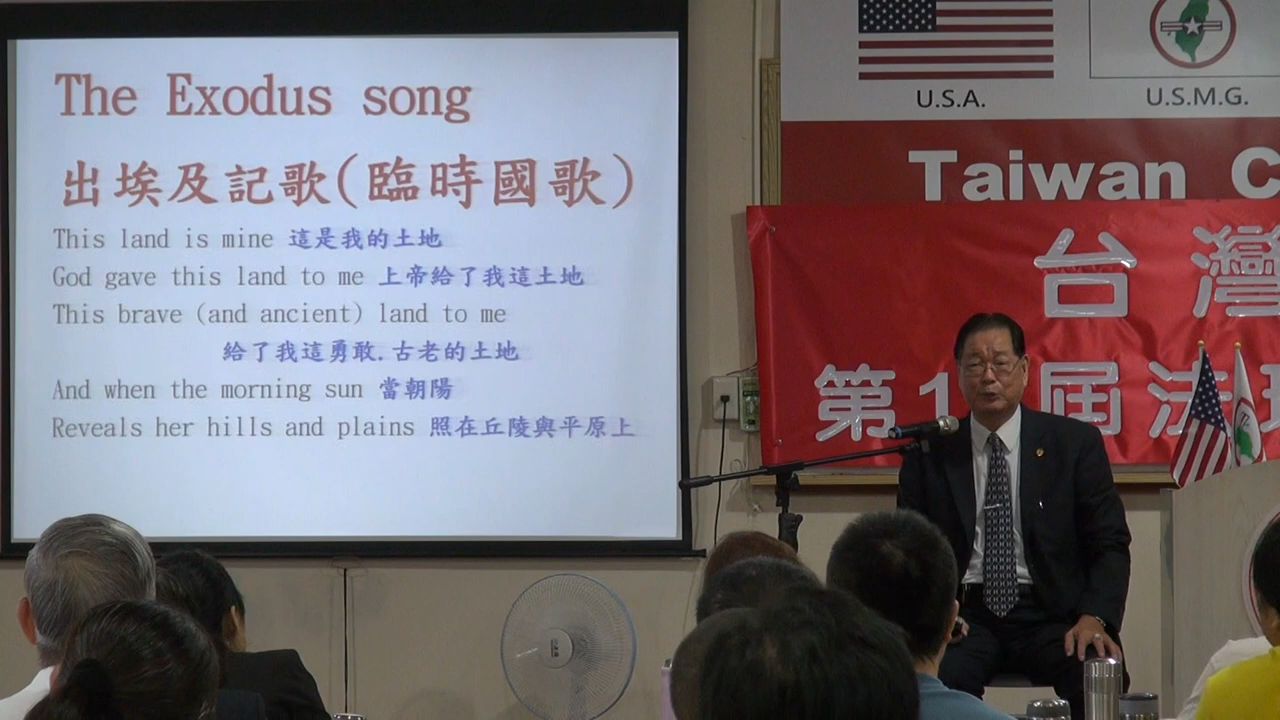 The Exodus song
出埃及記歌(臨時國歌)
This land is mine 這是我的土地
God gave this land to me 上帝給了我這土地
This brave (and ancient) land to me
給了我這勇敢.古老的土地
And when the morning sun 當朝陽
Reveals her hills and plains 照在丘陵與平原上
U.S.A.
U.S.M.G.
Taiwan C
台灣
第1屆法理